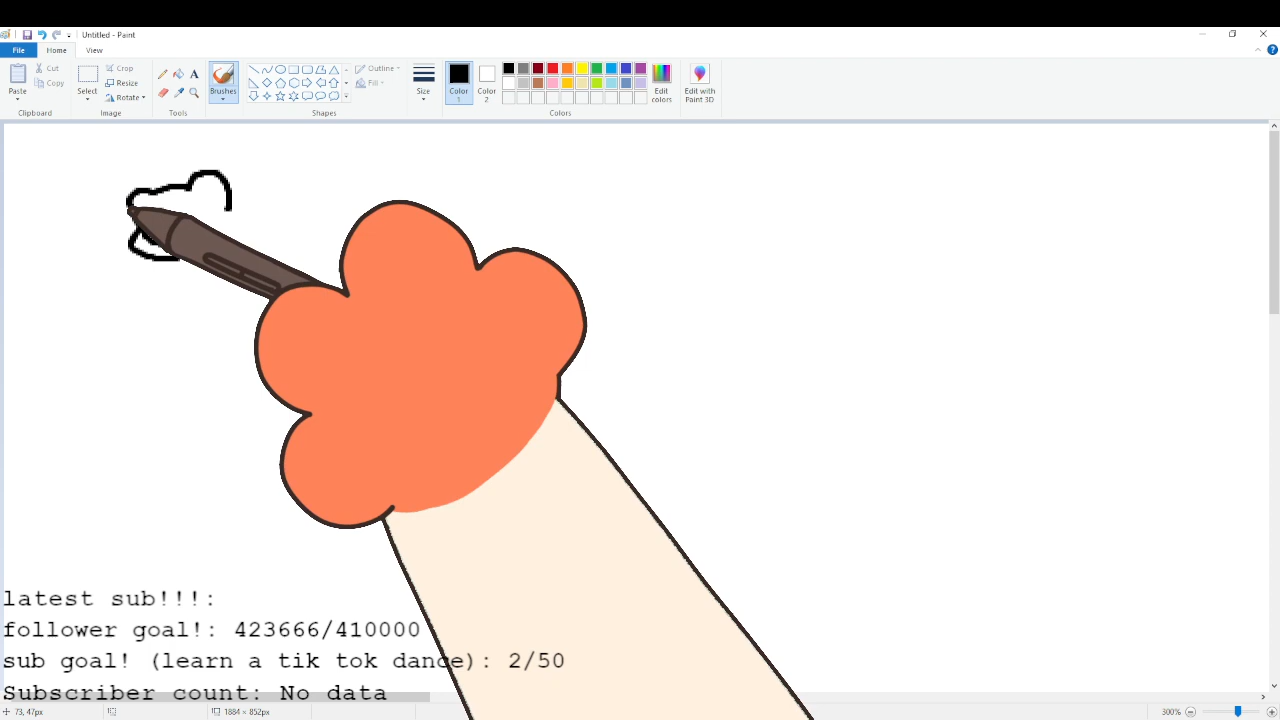 Untitled - Paint
File Home View
Paste
Cut
Copy
Clipboard
Select
Crop
Resize
Rotate
Image
A
Tools
Brushes
Outline
Fill
Shapes
Size
Color 1
Color 2
Edit colors
Colors
Edit with Paint 3D
latest sub!!!:
follower goal!: 423666/410000
sub goal! (learn a tik tok dance): 2/50
Subscriber count: No data
73, 47px
1884 × 852px
300%